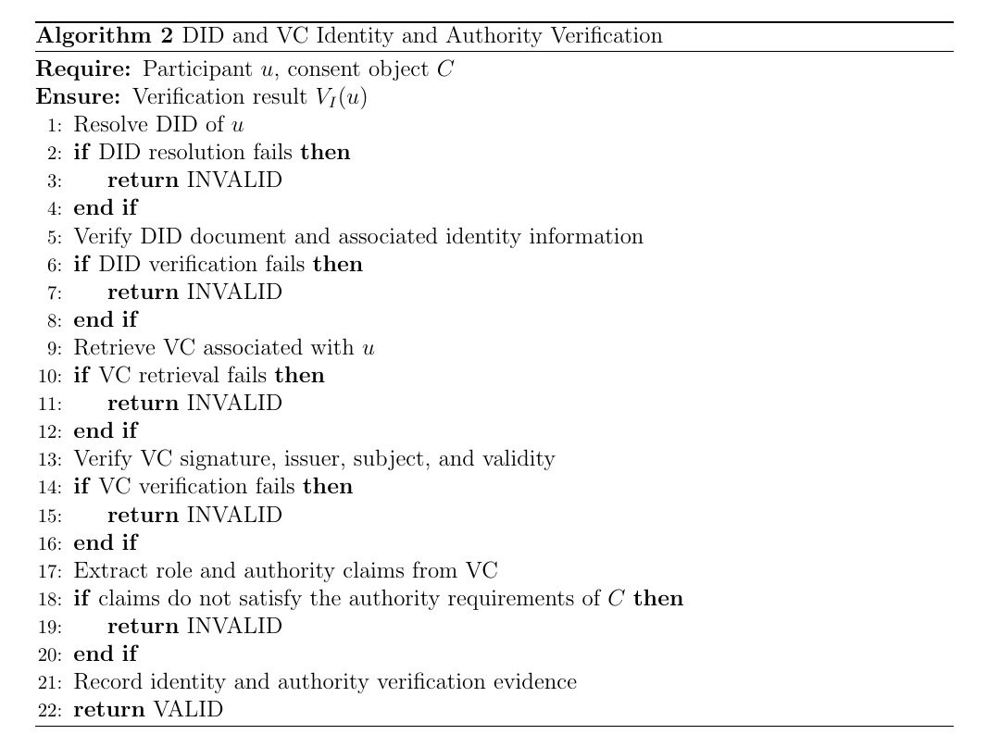 Algorithm 2 DID and VC Identity and Authority Verification
Require: Participant u, consent object C
Ensure: Verification result V_I(u)
1: Resolve DID of u
2: if DID resolution fails then
3: return INVALID
4: end if
5: Verify DID document and associated identity information
6: if DID verification fails then
7: return INVALID
8: end if
9: Retrieve VC associated with u
10: if VC retrieval fails then
11: return INVALID
12: end if
13: Verify VC signature, issuer, subject, and validity
14: if VC verification fails then
15: return INVALID
16: end if
17: Extract role and authority claims from VC
18: if claims do not satisfy the authority requirements of C then
19: return INVALID
20: end if
21: Record identity and authority verification evidence
22: return VALID